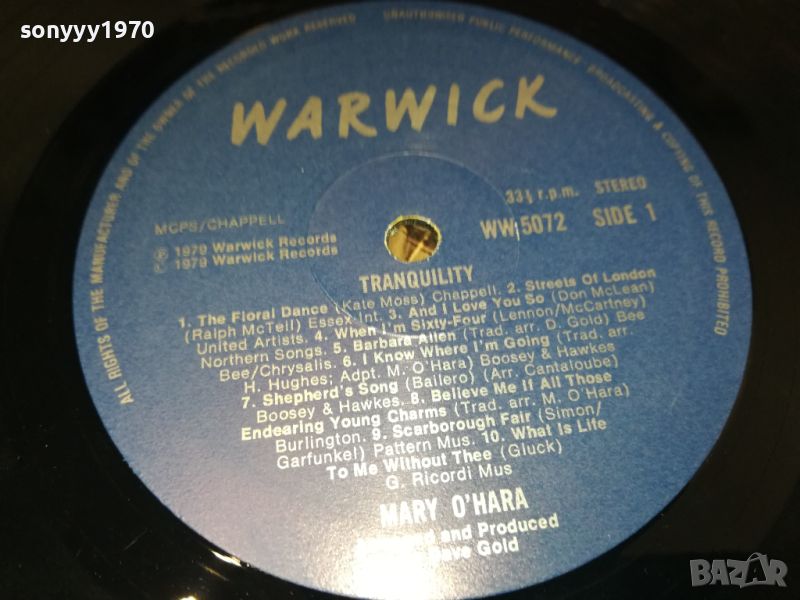 sonyyy1970
ALL RIGHTS OF THE MANUFACTURER AND OF THE OWNER OF THE RECORDED WORK RESERVED
UNAUTHORISED PUBLIC PERFORMANCE BROADCASTING & COPYING OF THIS RECORD PROHIBITED
WARWICK
33⅓ r.p.m. STEREO
MCPS/CHAPPELL
WW 5072 SIDE 1
Ⓟ 1979 Warwick Records
Ⓒ 1979 Warwick Records
TRANQUILITY
1. The Floral Dance (Kate Moss) Chappell. 2. Streets Of London
(Ralph McTell) Essex Int. 3. And I Love You So (Don McLean)
United Artists. 4. When I'm Sixty-Four (Lennon/McCartney)
Northern Songs. 5. Barbara Allen (Trad. arr. D. Gold) Bee
Bee/Chrysalis. 6. I Know Where I'm Going (Trad. arr.
H. Hughes; Adpt. M. O'Hara) Boosey & Hawkes
7. Shepherd's Song (Bailero) (Arr. Cantaloube)
Boosey & Hawkes. 8. Believe Me If All Those
Endearing Young Charms (Trad. arr. M. O'Hara)
Burlington. 9. Scarborough Fair (Simon/
Garfunkel) Pattern Mus. 10. What Is Life
To Me Without Thee (Gluck)
G. Ricordi Mus
MARY O'HARA
and Produced
Gold
BAZAR